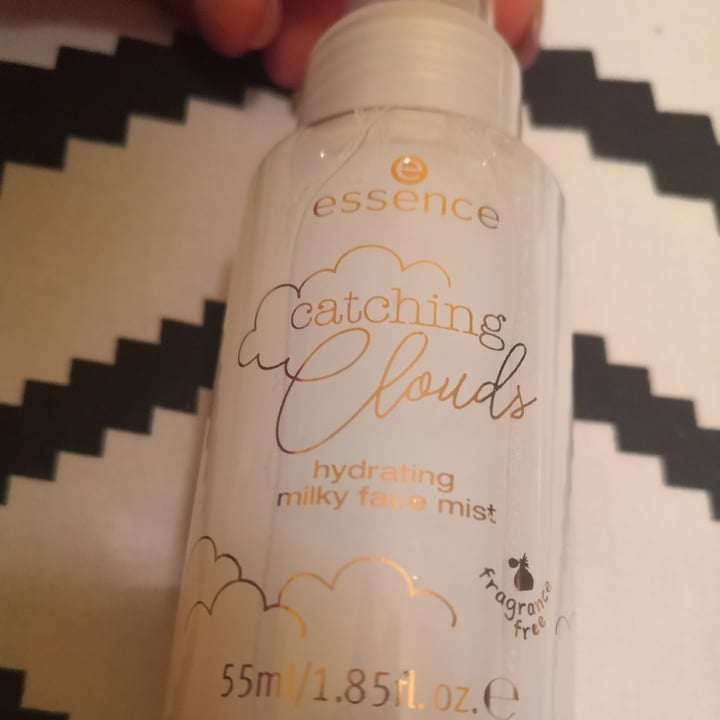 e
essence
catching
Clouds
hydrating
milky face mist
fragrance
free
55ml/1.85fl. oz. ℮